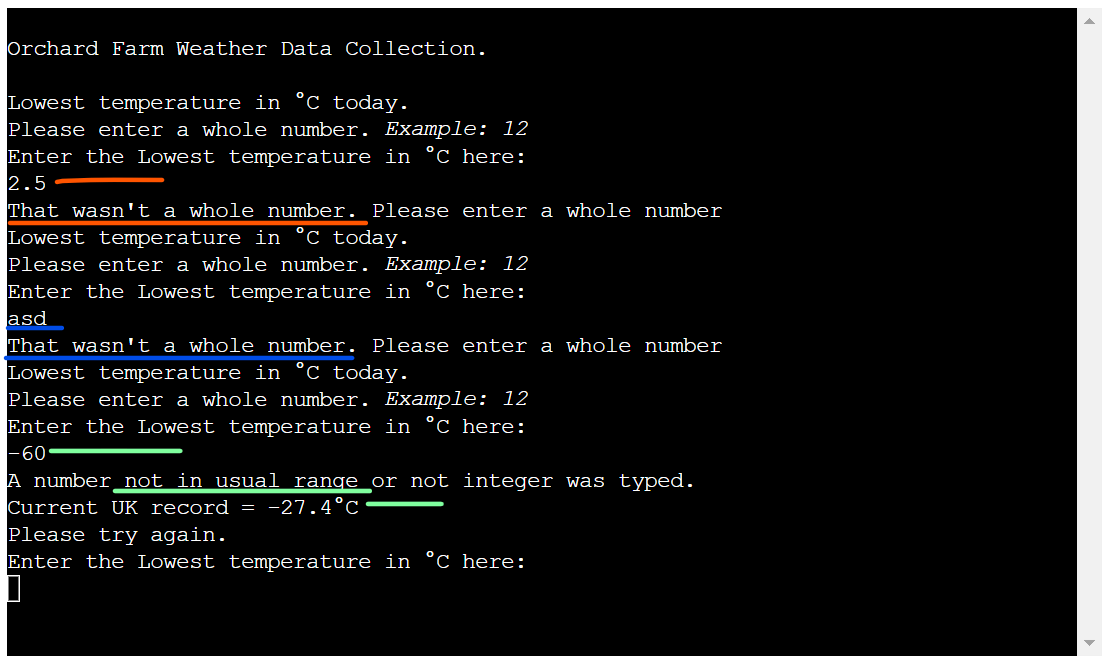 Orchard Farm Weather Data Collection.
Lowest temperature in °C today.
Please enter a whole number. Example: 12
Enter the Lowest temperature in °C here:
2.5
That wasn't a whole number. Please enter a whole number
Lowest temperature in °C today.
Please enter a whole number. Example: 12
Enter the Lowest temperature in °C here:
asd
That wasn't a whole number. Please enter a whole number
Lowest temperature in °C today.
Please enter a whole number. Example: 12
Enter the Lowest temperature in °C here:
-60
A number not in usual range or not integer was typed.
Current UK record = -27.4°C
Please try again.
Enter the Lowest temperature in °C here: